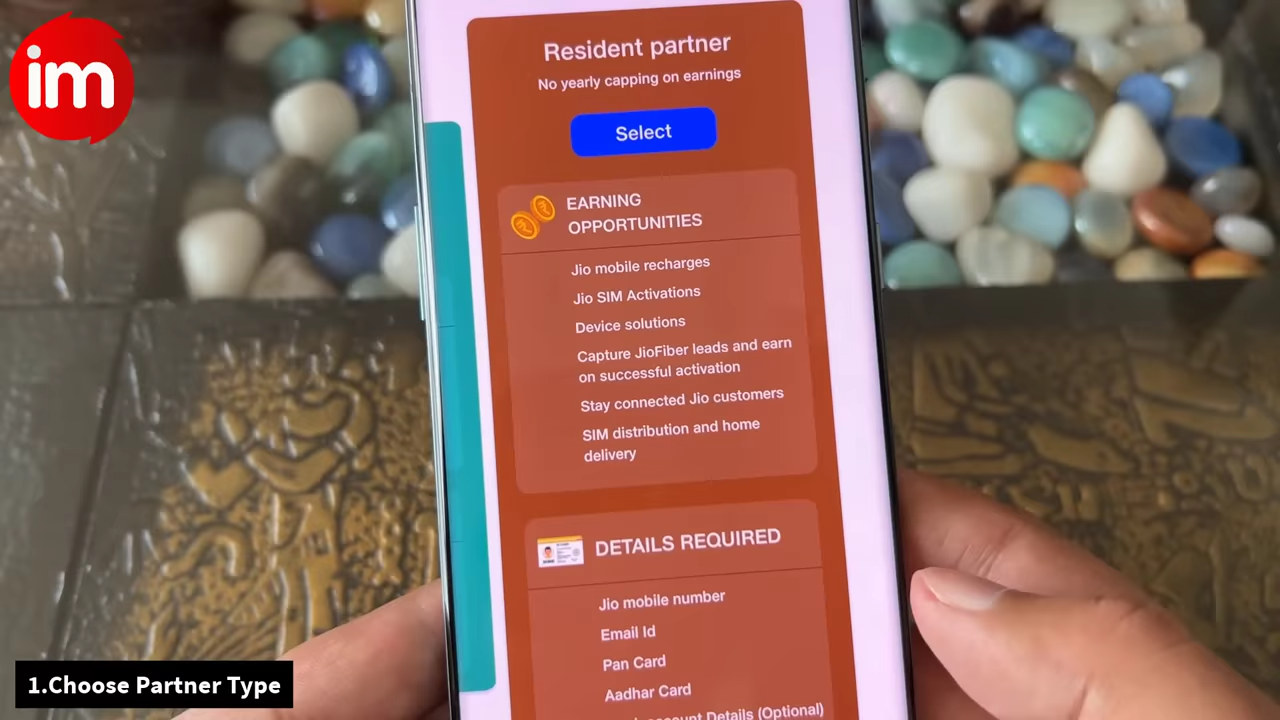 im
Resident partner
No yearly capping on earnings
Select
EARNING
OPPORTUNITIES
Jio mobile recharges
Jio SIM Activations
Device solutions
Capture JioFiber leads and earn
on successful activation
Stay connected Jio customers
SIM distribution and home
delivery
DETAILS REQUIRED
Jio mobile number
Email Id
Pan Card
Aadhar Card
account Details (Optional)
1.Choose Partner Type